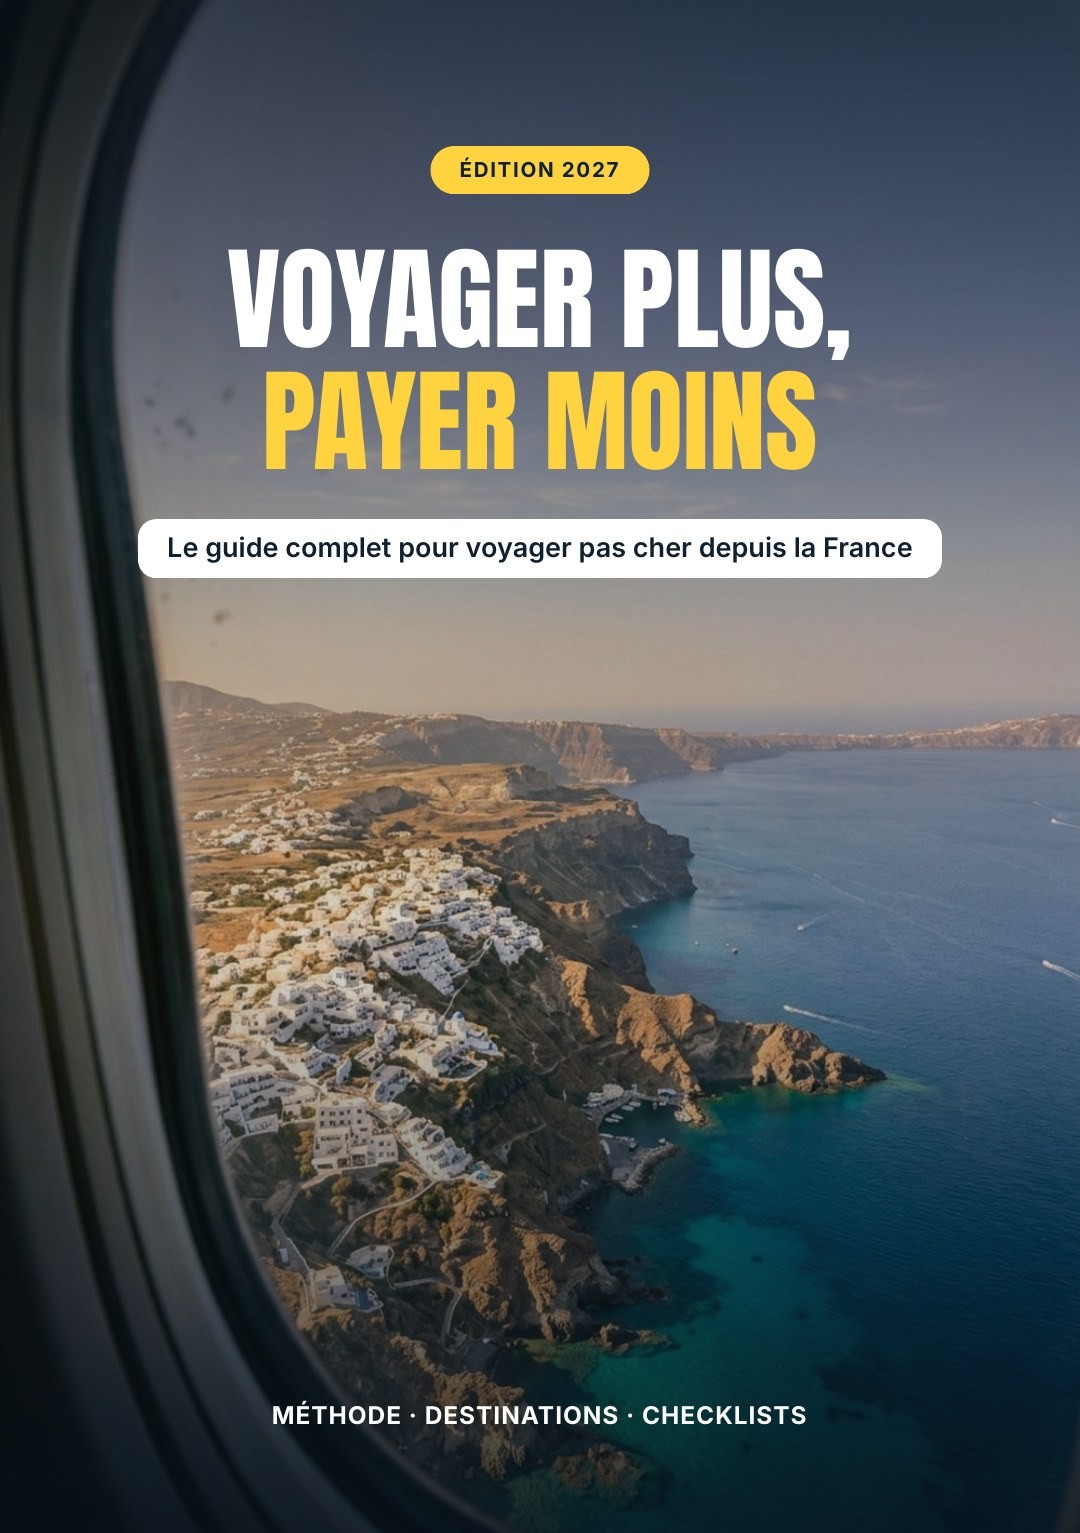 ÉDITION 2027
VOYAGER PLUS,
PAYER MOINS
Le guide complet pour voyager pas cher depuis la France
MÉTHODE · DESTINATIONS · CHECKLISTS